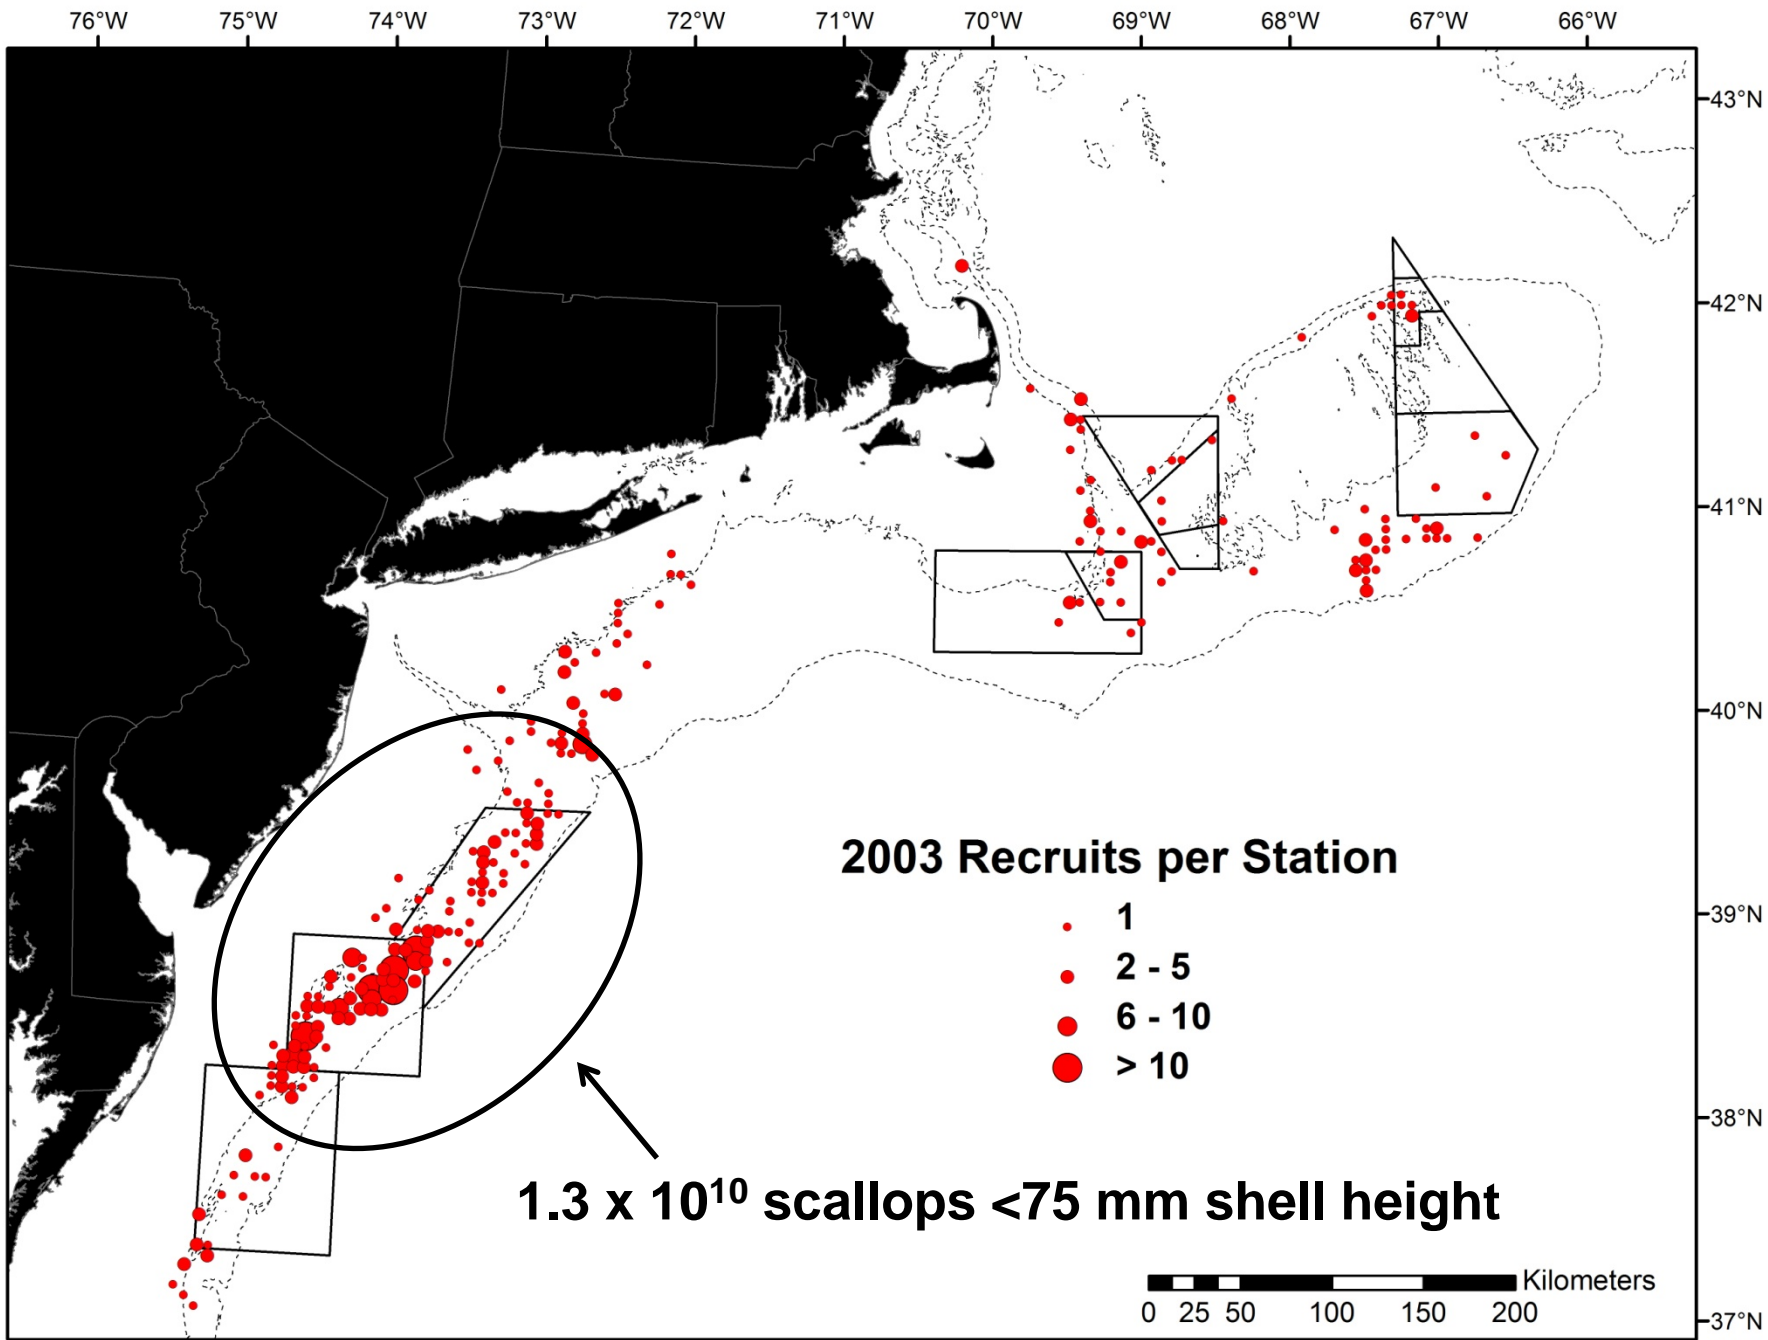 76°W 75°W 74°W 73°W 72°W 71°W 70°W 69°W 68°W 67°W 66°W
43°N
42°N
41°N
40°N
39°N
38°N
37°N
2003 Recruits per Station
1
2 - 5
6 - 10
> 10
1.3 x 10¹⁰ scallops <75 mm shell height
Kilometers
0 25 50 100 150 200